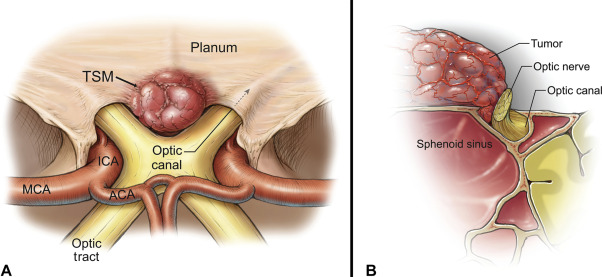 Planum
TSM
Optic
canal
ICA
MCA
ACA
Optic
tract
A
Tumor
Optic nerve
Optic canal
Sphenoid sinus
B